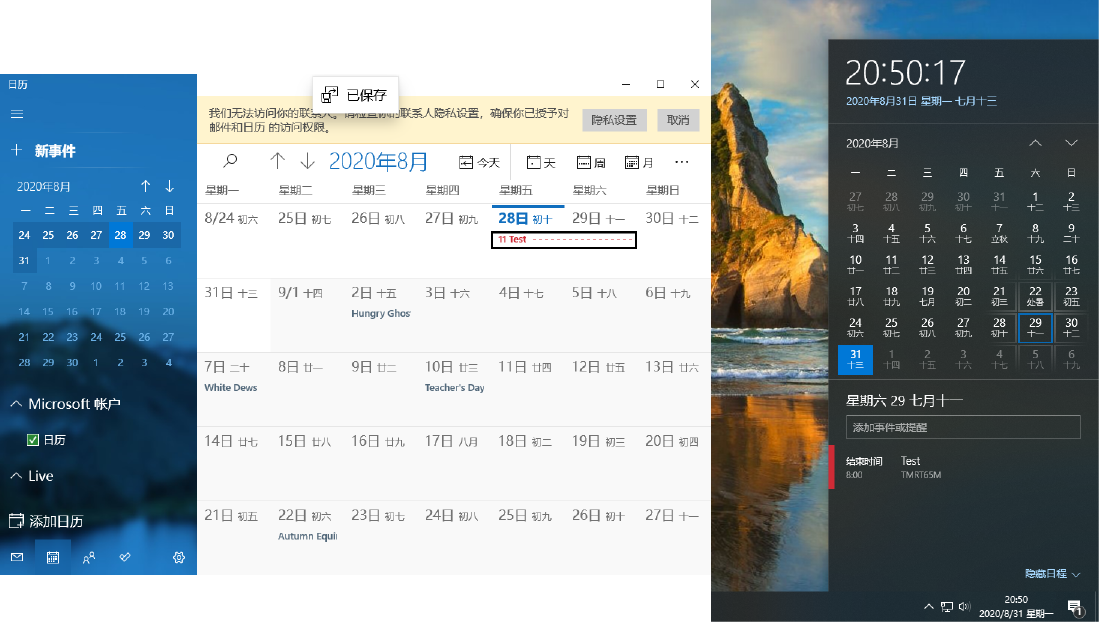 日历
已保存
我们无法访问你的联系人。请检查你的联系人隐私设置，确保你已授予对
邮件和日历 的访问权限。
隐私设置 取消
新事件
2020年8月
一 二 三 四 五 六 日
24 25 26 27 28 29 30
31 1 2 3 4 5 6
7 8 9 10 11 12 13
14 15 16 17 18 19 20
21 22 23 24 25 26 27
28 29 30 1 2 3 4
Microsoft 帐户
日历
Live
添加日历
2020年8月 今天 天 周 月 ...
星期一 星期二 星期三 星期四 星期五 星期六 星期日
8/24 初六 25日 初七 26日 初八 27日 初九 28日 初十 29日 十一 30日 十二
11 Test
31日 十三 9/1 十四 2日 十五 3日 十六 4日 十七 5日 十八 6日 十九
Hungry Ghos
7日 二十 8日 廿一 9日 廿二 10日 廿三 11日 廿四 12日 廿五 13日 廿六
White Dews Teacher's Day
14日 廿七 15日 廿八 16日 廿九 17日 八月 18日 初二 19日 初三 20日 初四
21日 初五 22日 初六 23日 初七 24日 初八 25日 初九 26日 初十 27日 十一
Autumn Equi
20:50:17
2020年8月31日 星期一 七月十三
2020年8月
一 二 三 四 五 六 日
27 28 29 30 31 1 2
初七 初八 初九 初十 十一 十二 十三
3 4 5 6 7 8 9
十四 十五 十六 十七 立秋 十九 二十
10 11 12 13 14 15 16
廿一 廿二 廿三 廿四 廿五 廿六 廿七
17 18 19 20 21 22 23
廿八 廿九 七月 初二 初三 处暑 初五
24 25 26 27 28 29 30
初六 初七 初八 初九 初十 十一 十二
31 1 2 3 4 5 6
十三 十四 十五 十六 十七 十八 十九
星期六 29 七月十一
添加事件或提醒
结束时间 Test
8:00 TMRT65M
隐藏日程
20:50
2020/8/31 星期一
1